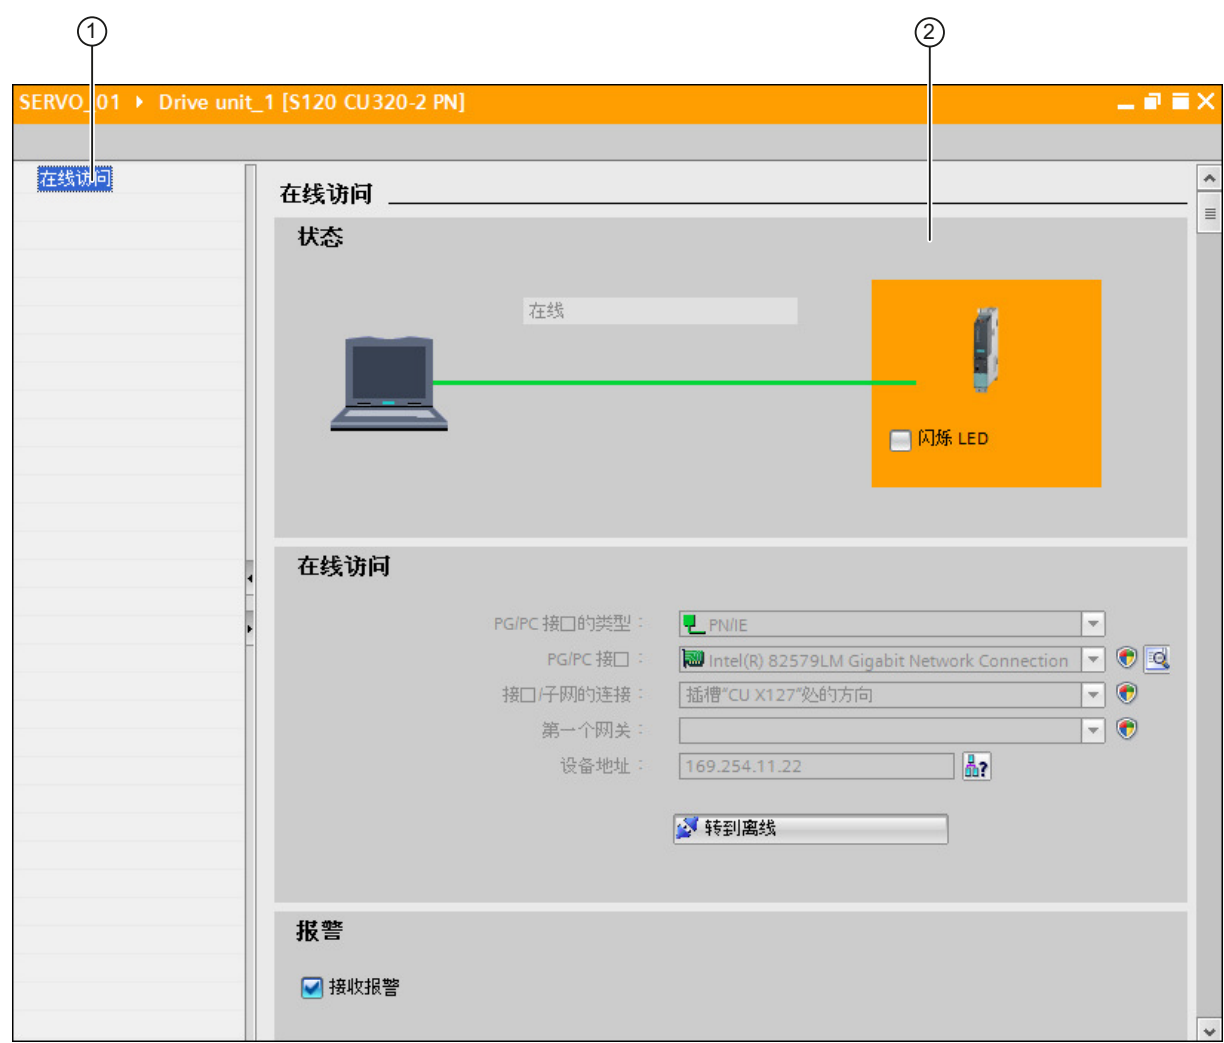 1
2
SERVO_01 ▸ Drive unit_1 [S120 CU320-2 PN]
在线访问
在线访问
状态
在线
闪烁 LED
在线访问
PG/PC 接口的类型：
PN/IE
PG/PC 接口：
Intel(R) 82579LM Gigabit Network Connection
接口/子网的连接：
插槽"CU X127"处的方向
第一个网关：
设备地址：
169.254.11.22
转到离线
报警
接收报警